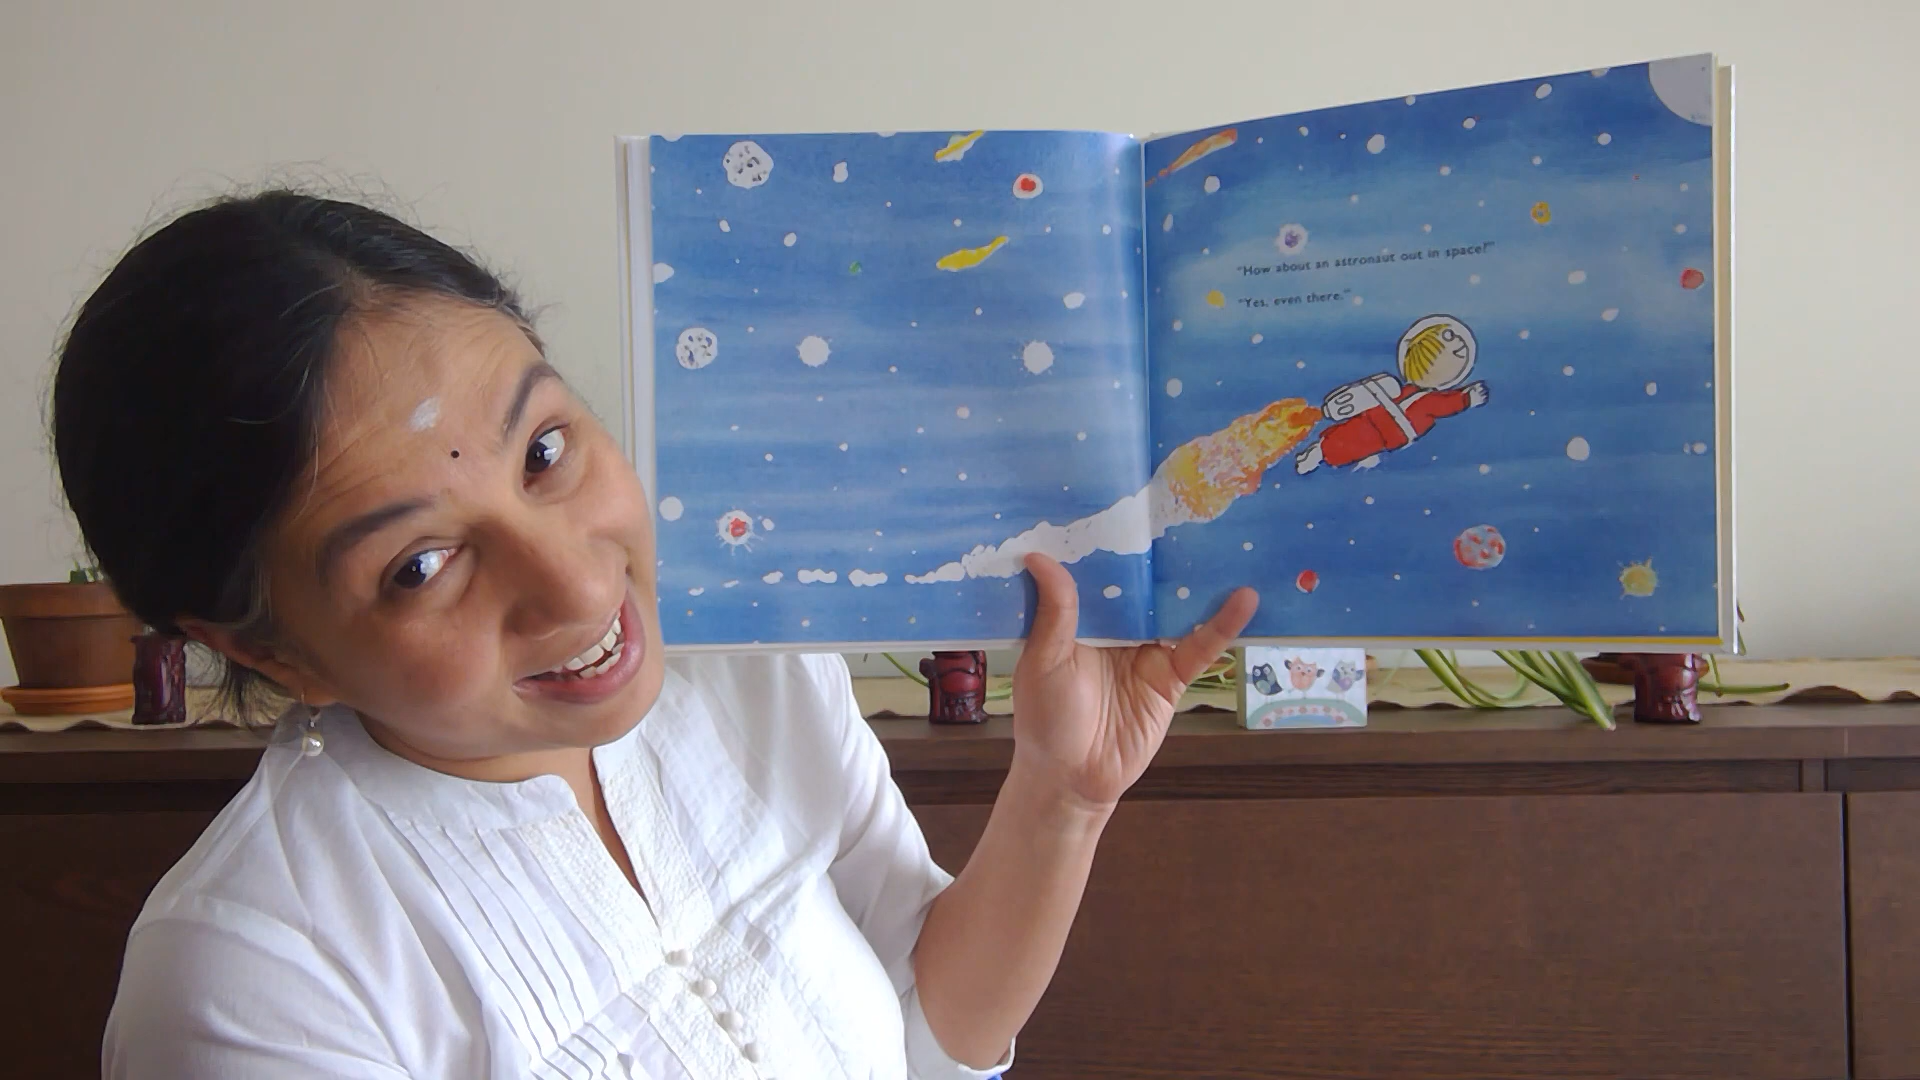 "How about an astronaut out in space?"
"Yes, even there."